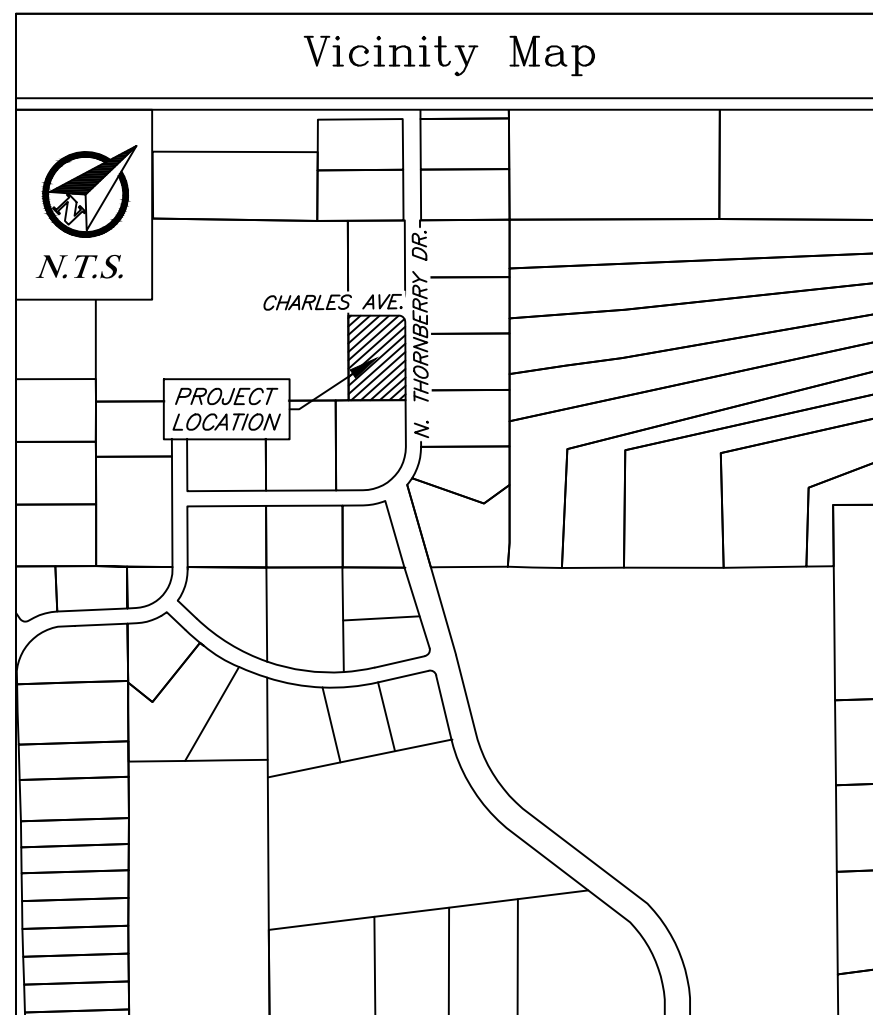 Vicinity Map
N
N.T.S.
CHARLES AVE.
N. THORNBERRY DR.
PROJECT
LOCATION